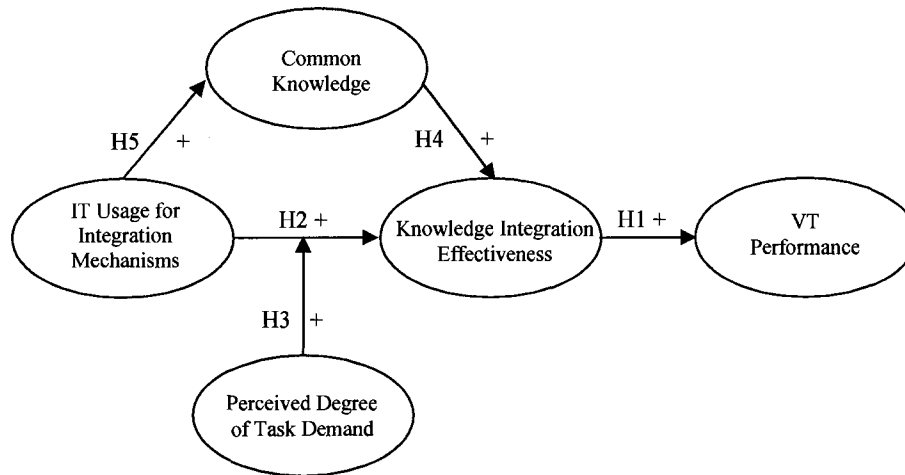 Common
Knowledge
H5 +
H4 +
IT Usage for
Integration
Mechanisms
H2 +
Knowledge Integration
Effectiveness
H1 +
VT
Performance
H3 +
Perceived Degree
of Task Demand